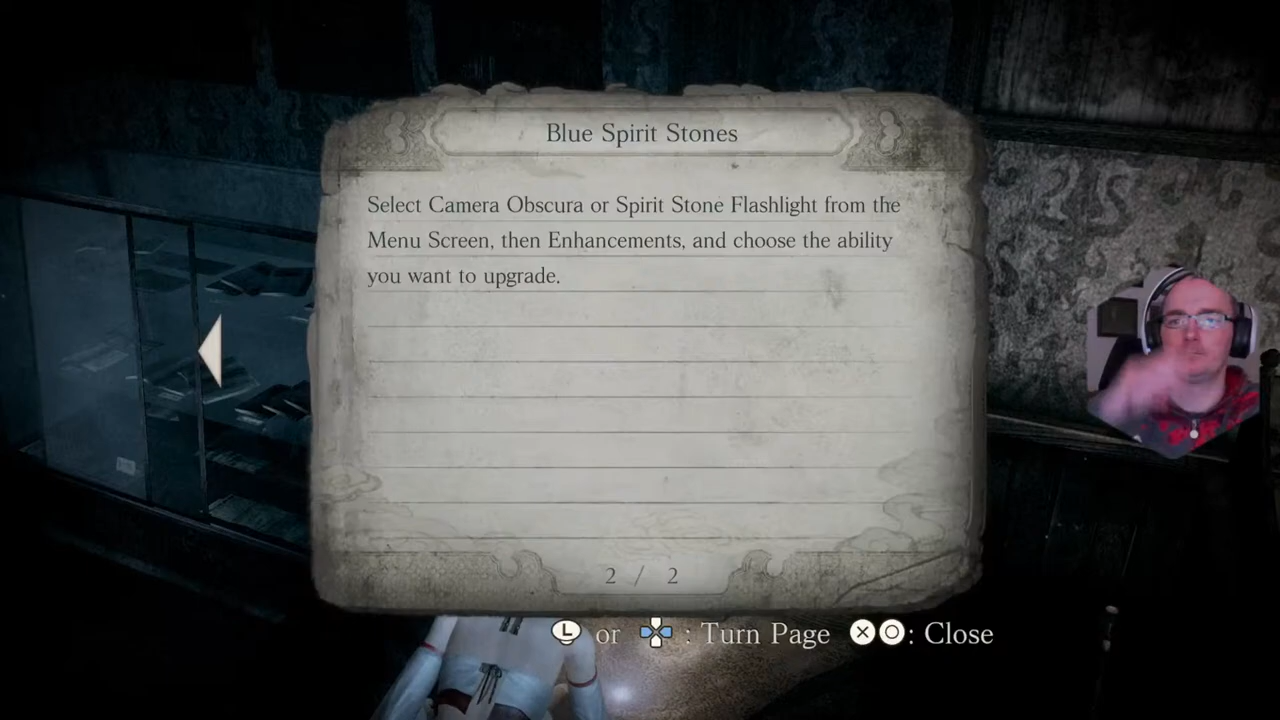 Blue Spirit Stones
Select Camera Obscura or Spirit Stone Flashlight from the
Menu Screen, then Enhancements, and choose the ability
you want to upgrade.
2 / 2
L or : Turn Page : Close